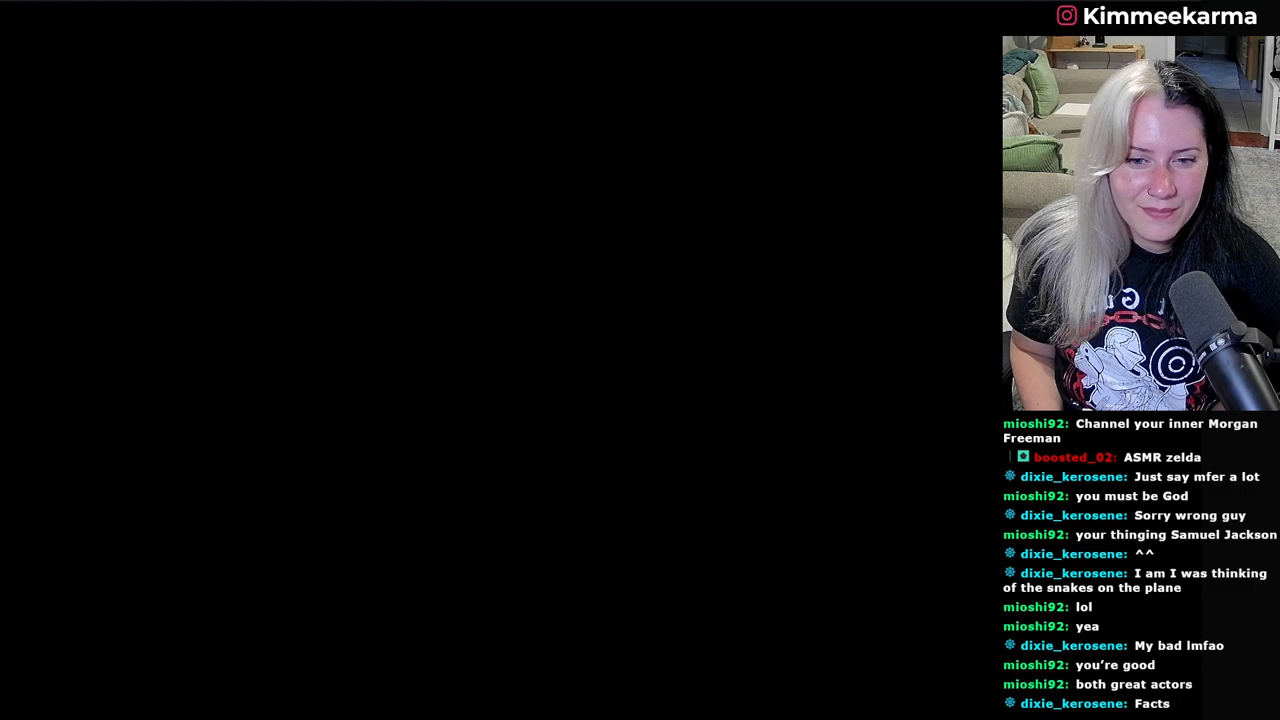 Kimmeekarma
mioshi92: Channel your inner Morgan
Freeman
boosted_02: ASMR zelda
dixie_kerosene: Just say mfer a lot
mioshi92: you must be God
dixie_kerosene: Sorry wrong guy
mioshi92: your thinging Samuel Jackson
dixie_kerosene: ^^
dixie_kerosene: I am I was thinking
of the snakes on the plane
mioshi92: lol
mioshi92: yea
dixie_kerosene: My bad lmfao
mioshi92: you’re good
mioshi92: both great actors
dixie_kerosene: Facts